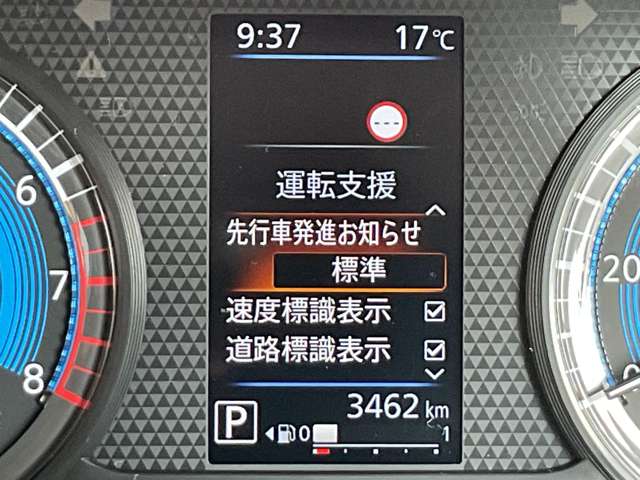 9:37 17℃
---
運転支援
先行車発進お知らせ
標準
速度標識表示
道路標識表示
3462 km
P 0 1
6
7
8
20